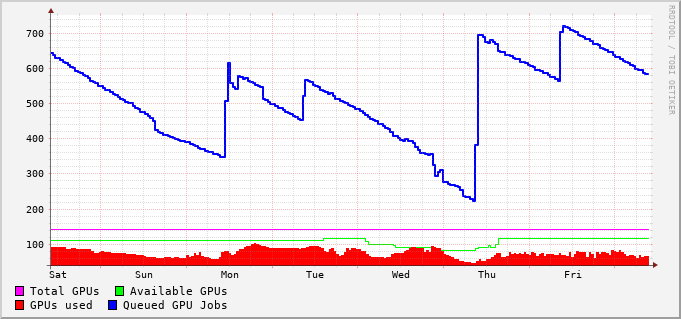 RRDTOOL / TOBI OETIKER
700
600
500
400
300
200
100
Sat Sun Mon Tue Wed Thu Fri
Total GPUs Available GPUs
GPUs used Queued GPU Jobs